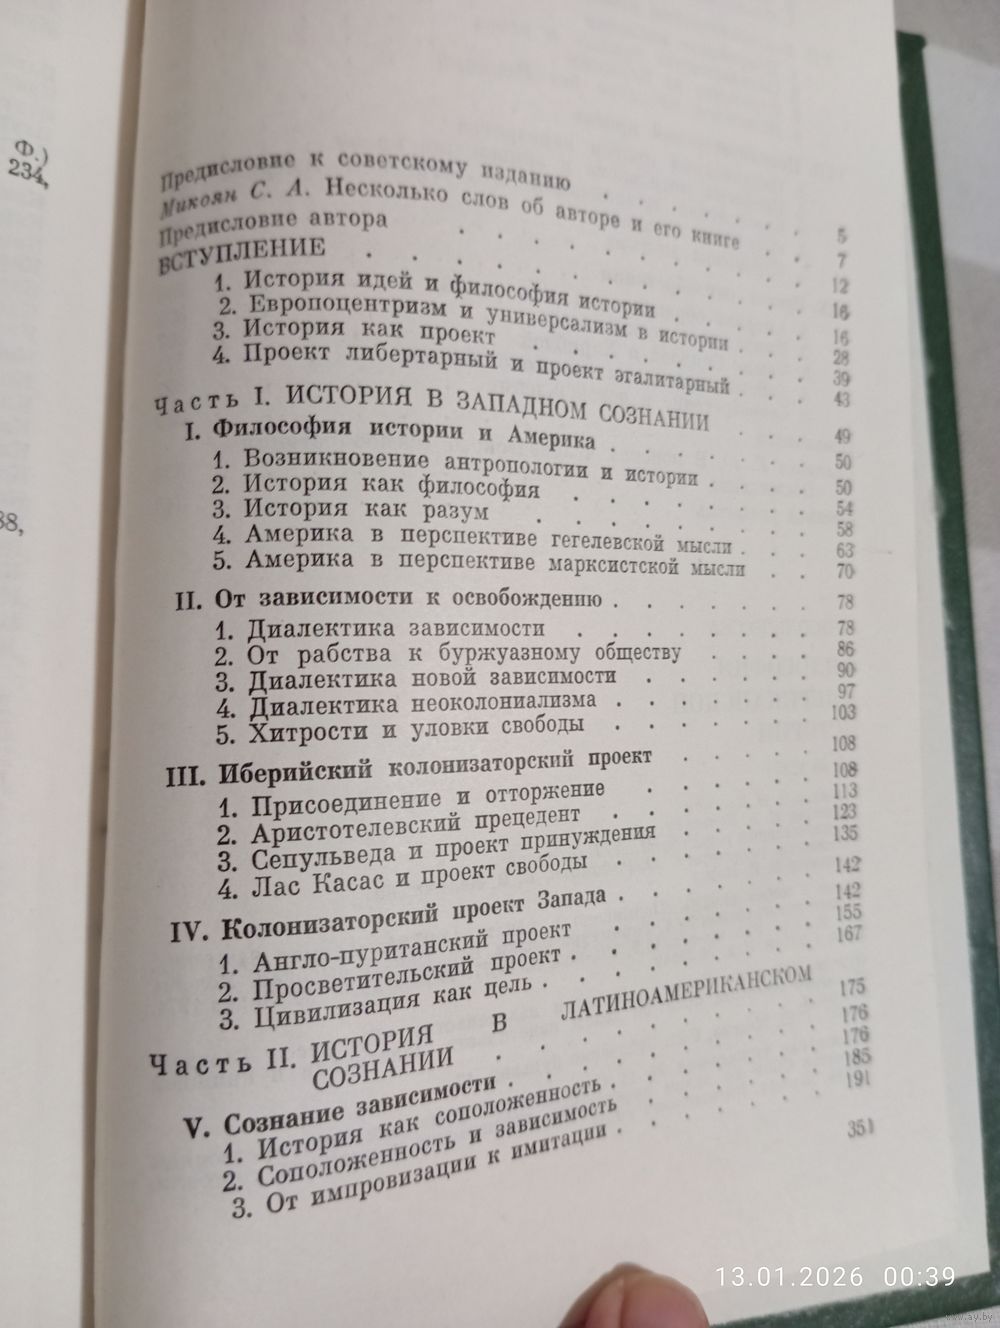 Ф.)
234,
88,
Предисловие к советскому изданию . . . . . . 5
Микоян С. А. Несколько слов об авторе и его книге . . 7
Предисловие автора . . . . . . . . . 12
ВСТУПЛЕНИЕ . . . . . . . . . . . 16
1. История идей и философия истории . . . . 16
2. Европоцентризм и универсализм в истории . . . 28
3. История как проект . . . . . . . 39
4. Проект либертарный и проект эгалитарный . . . 43
Часть I. ИСТОРИЯ В ЗАПАДНОМ СОЗНАНИИ . . . 49
I. Философия истории и Америка . . . . . 50
1. Возникновение антропологии и истории . . . . 50
2. История как философия . . . . . . . 54
3. История как разум . . . . . . . 58
4. Америка в перспективе гегелевской мысли . . . 63
5. Америка в перспективе марксистской мысли . . 70
II. От зависимости к освобождению . . . . . . 78
1. Диалектика зависимости . . . . . . . 78
2. От рабства к буржуазному обществу . . . . 86
3. Диалектика новой зависимости . . . . . 90
4. Диалектика неоколониализма . . . . . . 97
5. Хитрости и уловки свободы . . . . . . 103
III. Иберийский колонизаторский проект . . . . 108
1. Присоединение и отторжение . . . . . 108
2. Аристотелевский прецедент . . . . . . 113
3. Сепульведа и проект принуждения . . . . 123
4. Лас Касас и проект свободы . . . . . . 135
IV. Колонизаторский проект Запада . . . . . . 142
1. Англо-пуританский проект . . . . . . 142
2. Просветительский проект . . . . . . . 155
3. Цивилизация как цель . . . . . . . 167
Часть II. ИСТОРИЯ В ЛАТИНОАМЕРИКАНСКОМ
СОЗНАНИИ . . . . . . . . 175
V. Сознание зависимости . . . . . . . . 176
1. История как соположенность . . . . . . 176
2. Соположенность и зависимость . . . . . 185
3. От импровизации к имитации . . . . . . 191
351
13.01.2026 00:39
www.ay.by